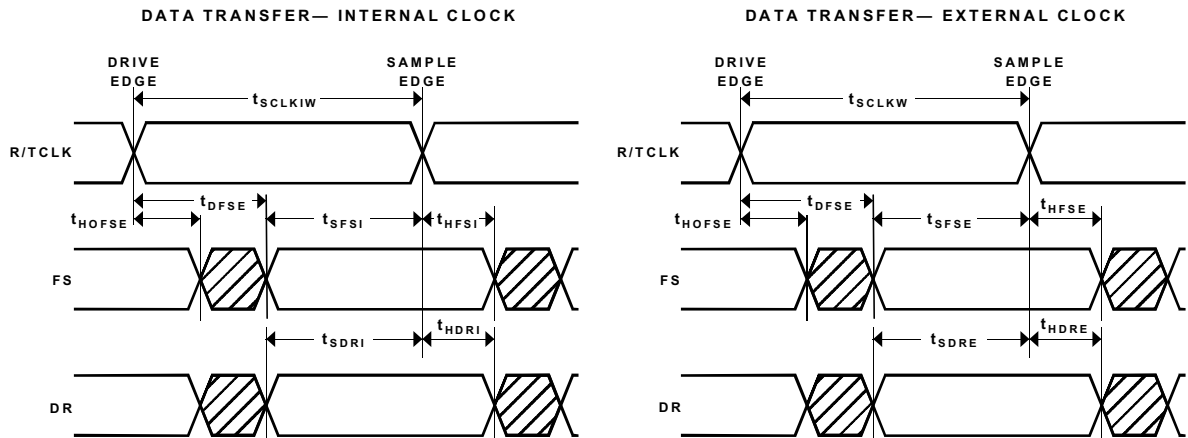 DATA TRANSFER— INTERNAL CLOCK
DRIVE EDGE
SAMPLE EDGE
tSCLKIW
R/TCLK
tDFSE
tHOFSE
tSFSI
tHFSI
FS
tSDRI
tHDRI
DR
DATA TRANSFER— EXTERNAL CLOCK
DRIVE EDGE
SAMPLE EDGE
tSCLKW
R/TCLK
tDFSE
tHOFSE
tSFSE
tHFSE
FS
tSDRE
tHDRE
DR